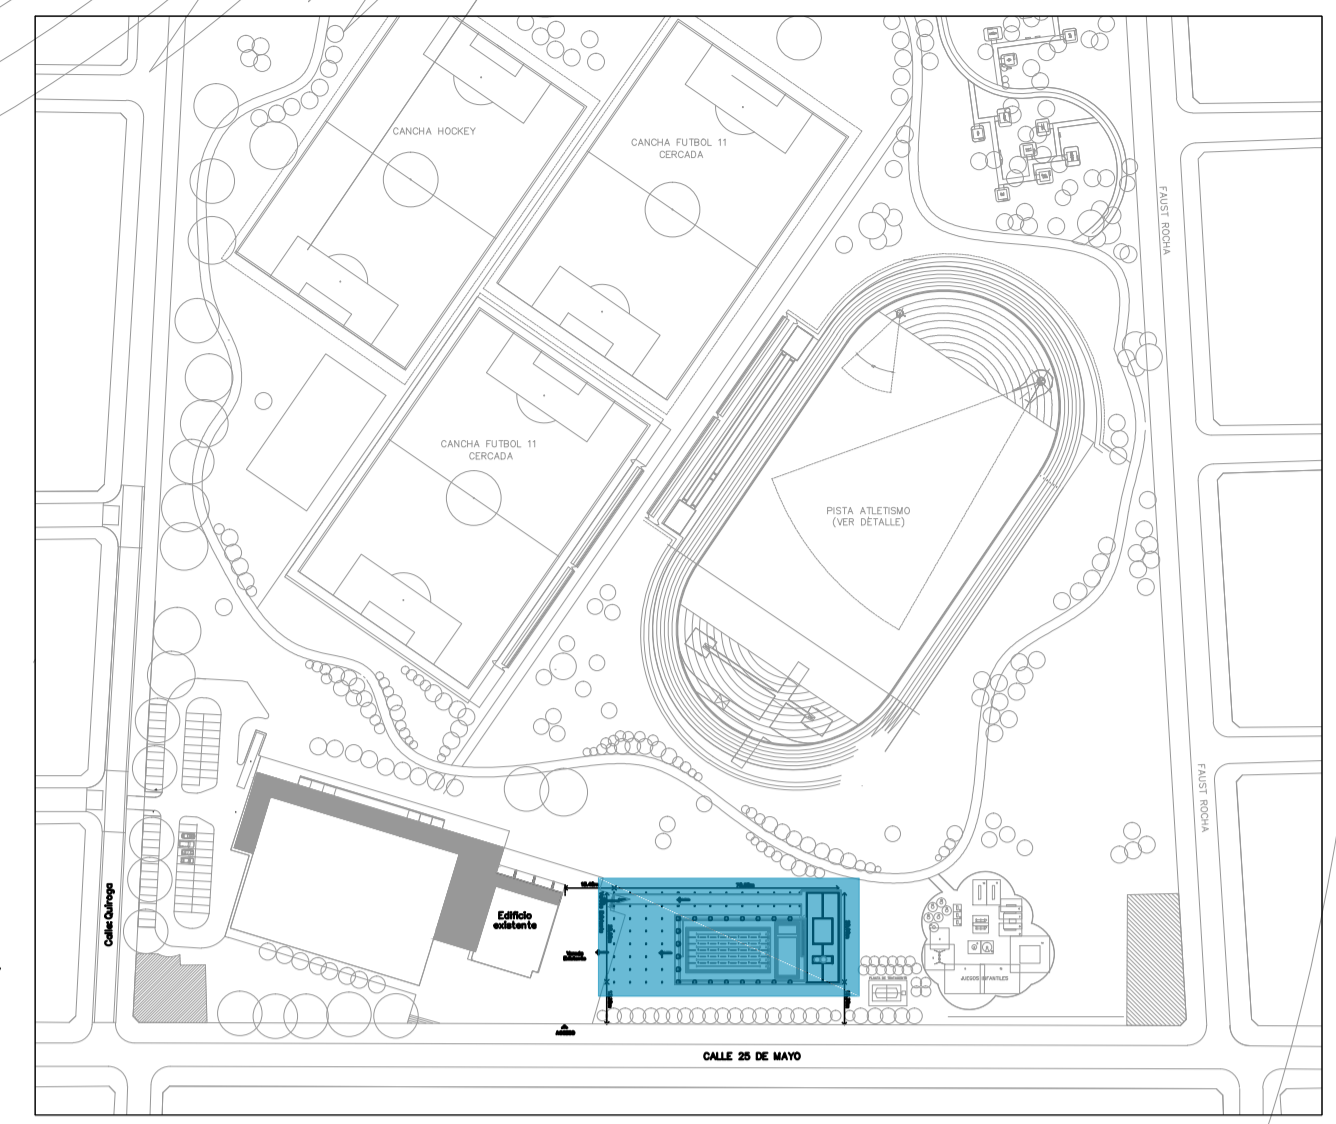 CANCHA HOCKEY
CANCHA FUTBOL 11
CERCADA
FAUST ROCHA
CANCHA FUTBOL 11
CERCADA
PISTA ATLETISMO
(VER DETALLE)
FAUST ROCHA
Calle: Quiroga
Edificio
existente
JUEGOS INFANTILES
ACCESO
CALLE 25 DE MAYO